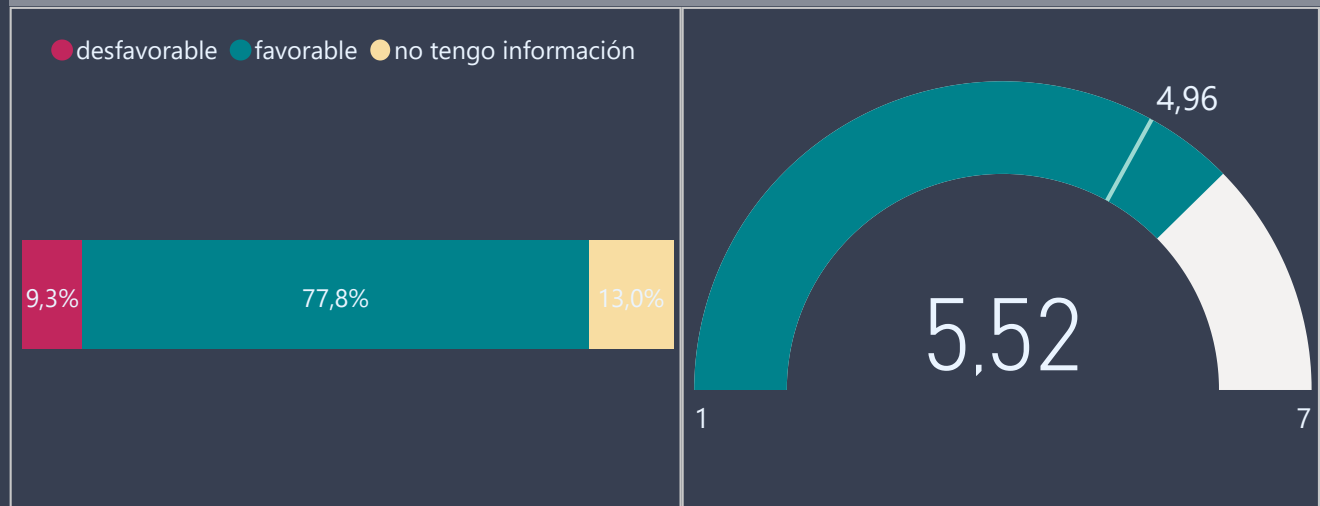 desfavorable favorable no tengo información
9,3% 77,8% 13,0%
4,96
5,52
1 7